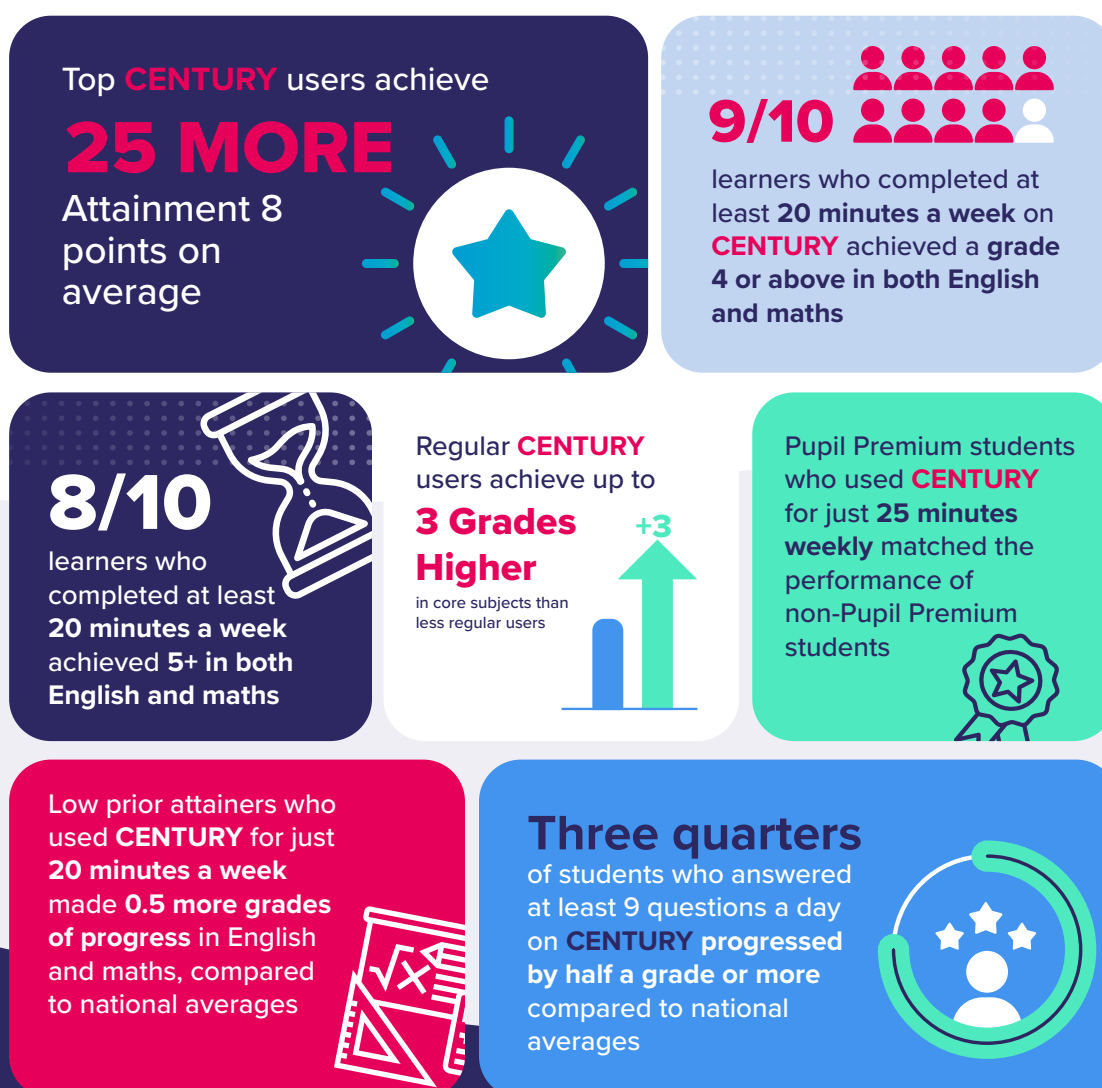 Top CENTURY users achieve
25 MORE
Attainment 8
points on
average
9/10
learners who completed at
least 20 minutes a week on
CENTURY achieved a grade
4 or above in both English
and maths
8/10
learners who
completed at least
20 minutes a week
achieved 5+ in both
English and maths
Regular CENTURY
users achieve up to
3 Grades
Higher
in core subjects than
less regular users
+3
Pupil Premium students
who used CENTURY
for just 25 minutes
weekly matched the
performance of
non-Pupil Premium
students
Low prior attainers who
used CENTURY for just
20 minutes a week
made 0.5 more grades
of progress in English
and maths, compared
to national averages
√x
Three quarters
of students who answered
at least 9 questions a day
on CENTURY progressed
by half a grade or more
compared to national
averages